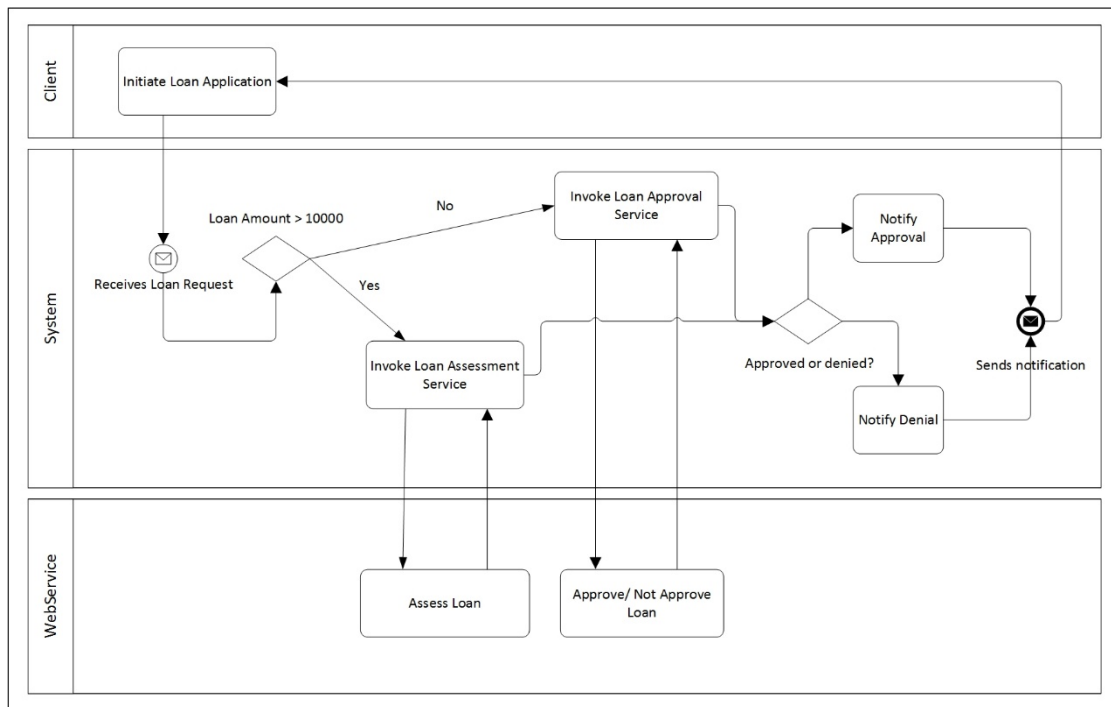 Client
Initiate Loan Application
System
Invoke Loan Approval
Service
No
Loan Amount > 10000
Notify
Approval
Receives Loan Request
Yes
Invoke Loan Assessment
Service
Approved or denied?
Sends notification
Notify Denial
WebService
Assess Loan
Approve/ Not Approve
Loan